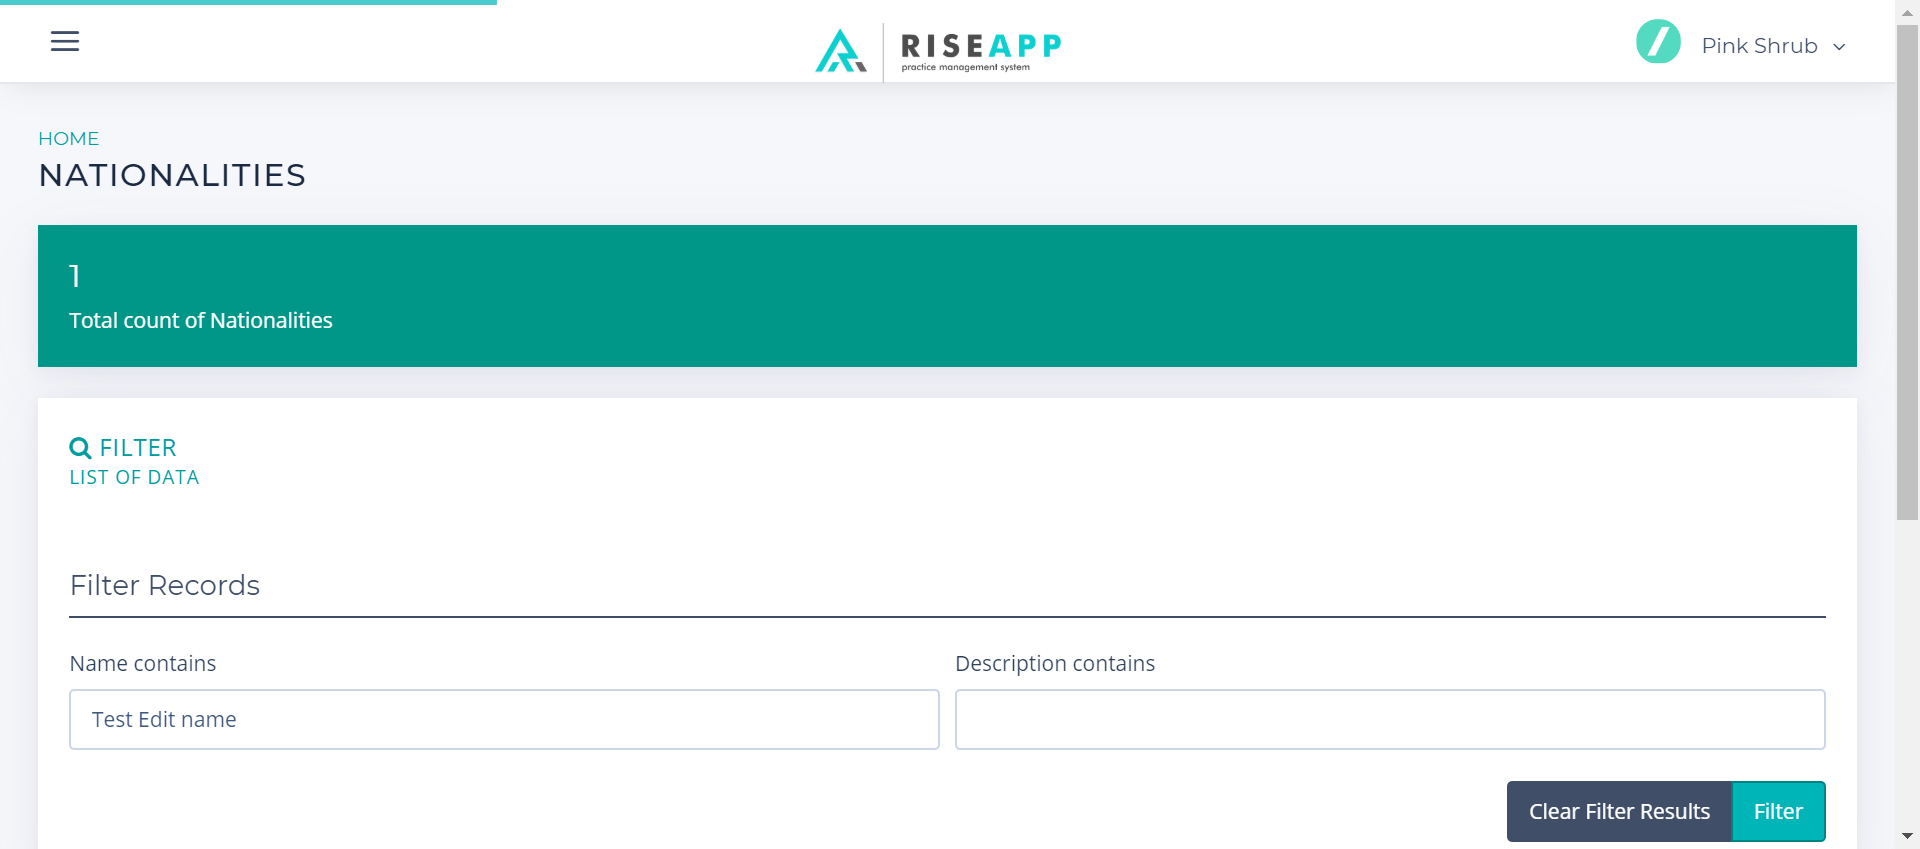 RISEAPP
practice management system
Pink Shrub
HOME
NATIONALITIES
1
Total count of Nationalities
FILTER
LIST OF DATA
Filter Records
Name contains
Description contains
Test Edit name
Clear Filter Results
Filter